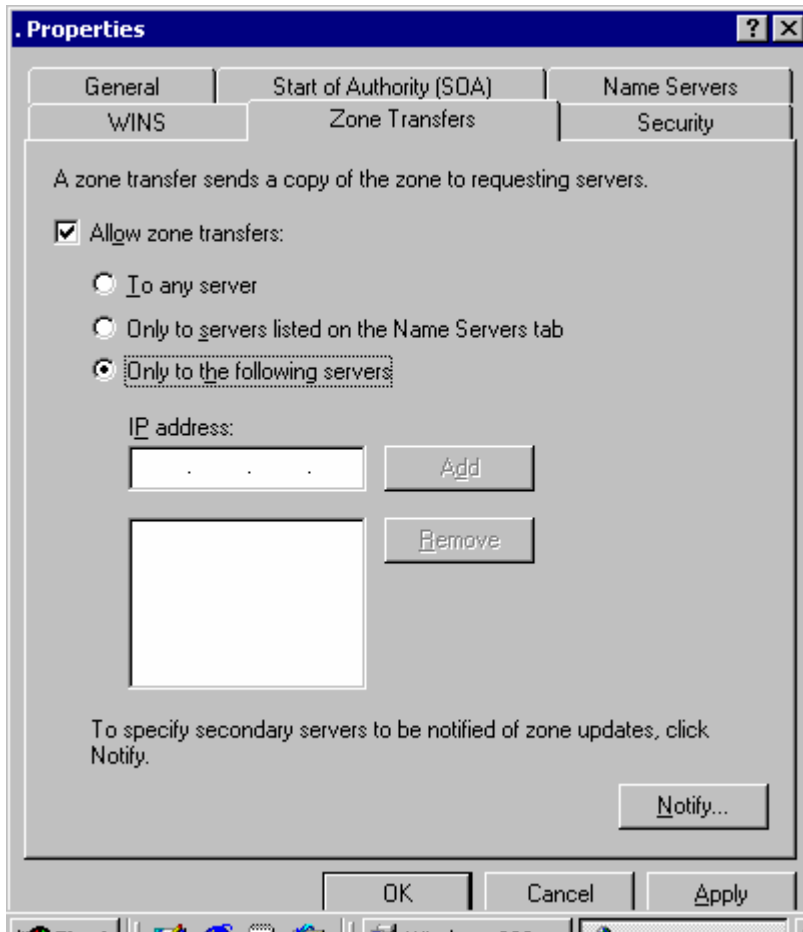 . Properties
General Start of Authority (SOA) Name Servers
WINS Zone Transfers Security
A zone transfer sends a copy of the zone to requesting servers.
Allow zone transfers:
To any server
Only to servers listed on the Name Servers tab
Only to the following servers
IP address:
. . .
Add
Remove
To specify secondary servers to be notified of zone updates, click
Notify.
Notify...
OK Cancel Apply